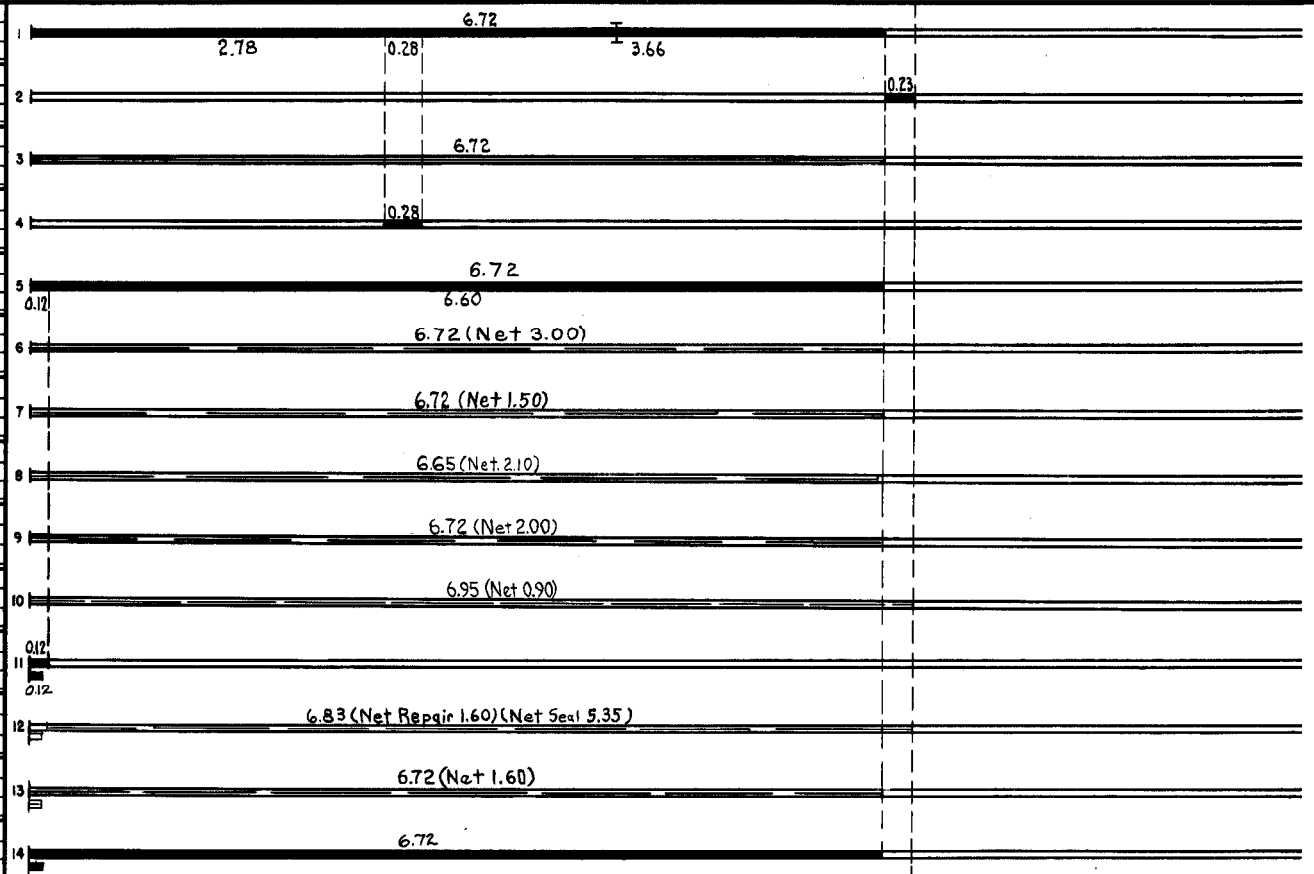 6.72
1
2.78 0.28 3.66
0.23
2
6.72
3
0.28
4
6.72
5
0.12 6.60
6.72 (Net 3.00)
6
6.72 (Net 1.50)
7
6.65 (Net. 2.10)
8
6.72 (Net 2.00)
9
6.95 (Net 0.90)
10
0.12
11
0.12
6.83 (Net Repair 1.60) (Net Seal 5.35)
12
6.72 (Net 1.60)
13
6.72
14